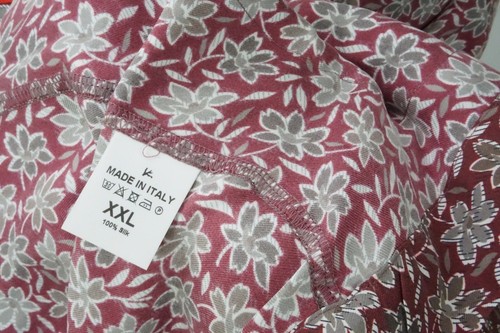 K
MADE IN ITALY
XXL
100% Silk